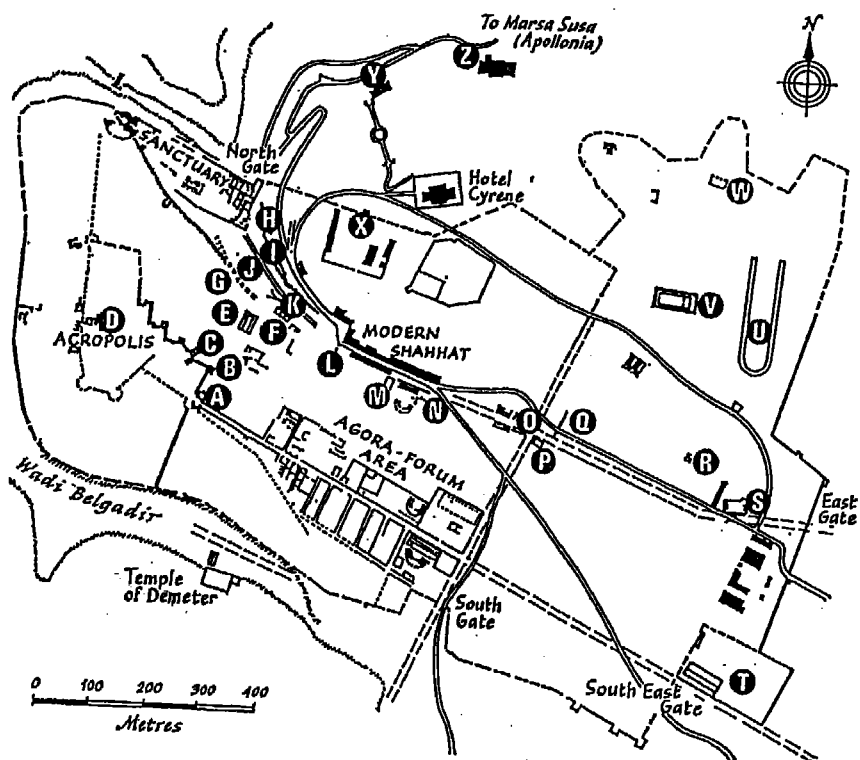 To Marsa Susa
(Apollonia)
N
Z
Y
SANCTUARY
North
Gate
Hotel
Cyrene
W
H
X
I
J
G
V
E
K
F
U
D
ACROPOLIS
C
MODERN
SHAHHAT
B
L
A
M
N
O
Q
AGORA-FORUM
AREA
P
R
S
East
Gate
Wadi Belgadir
Temple
of Demeter
South
Gate
T
South East
Gate
0 100 200 300 400
Metres